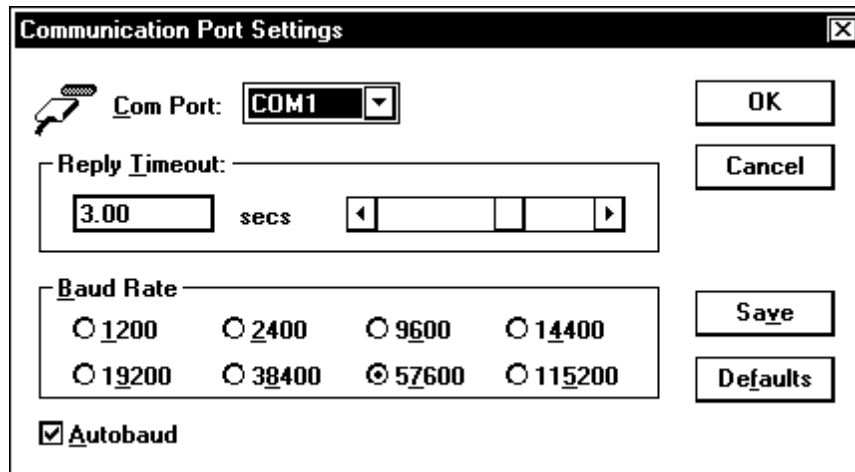 Communication Port Settings
Com Port: COM1
OK
Reply Timeout:
Cancel
3.00 secs
Baud Rate
1200 2400 9600 14400
Save
19200 38400 57600 115200
Defaults
Autobaud